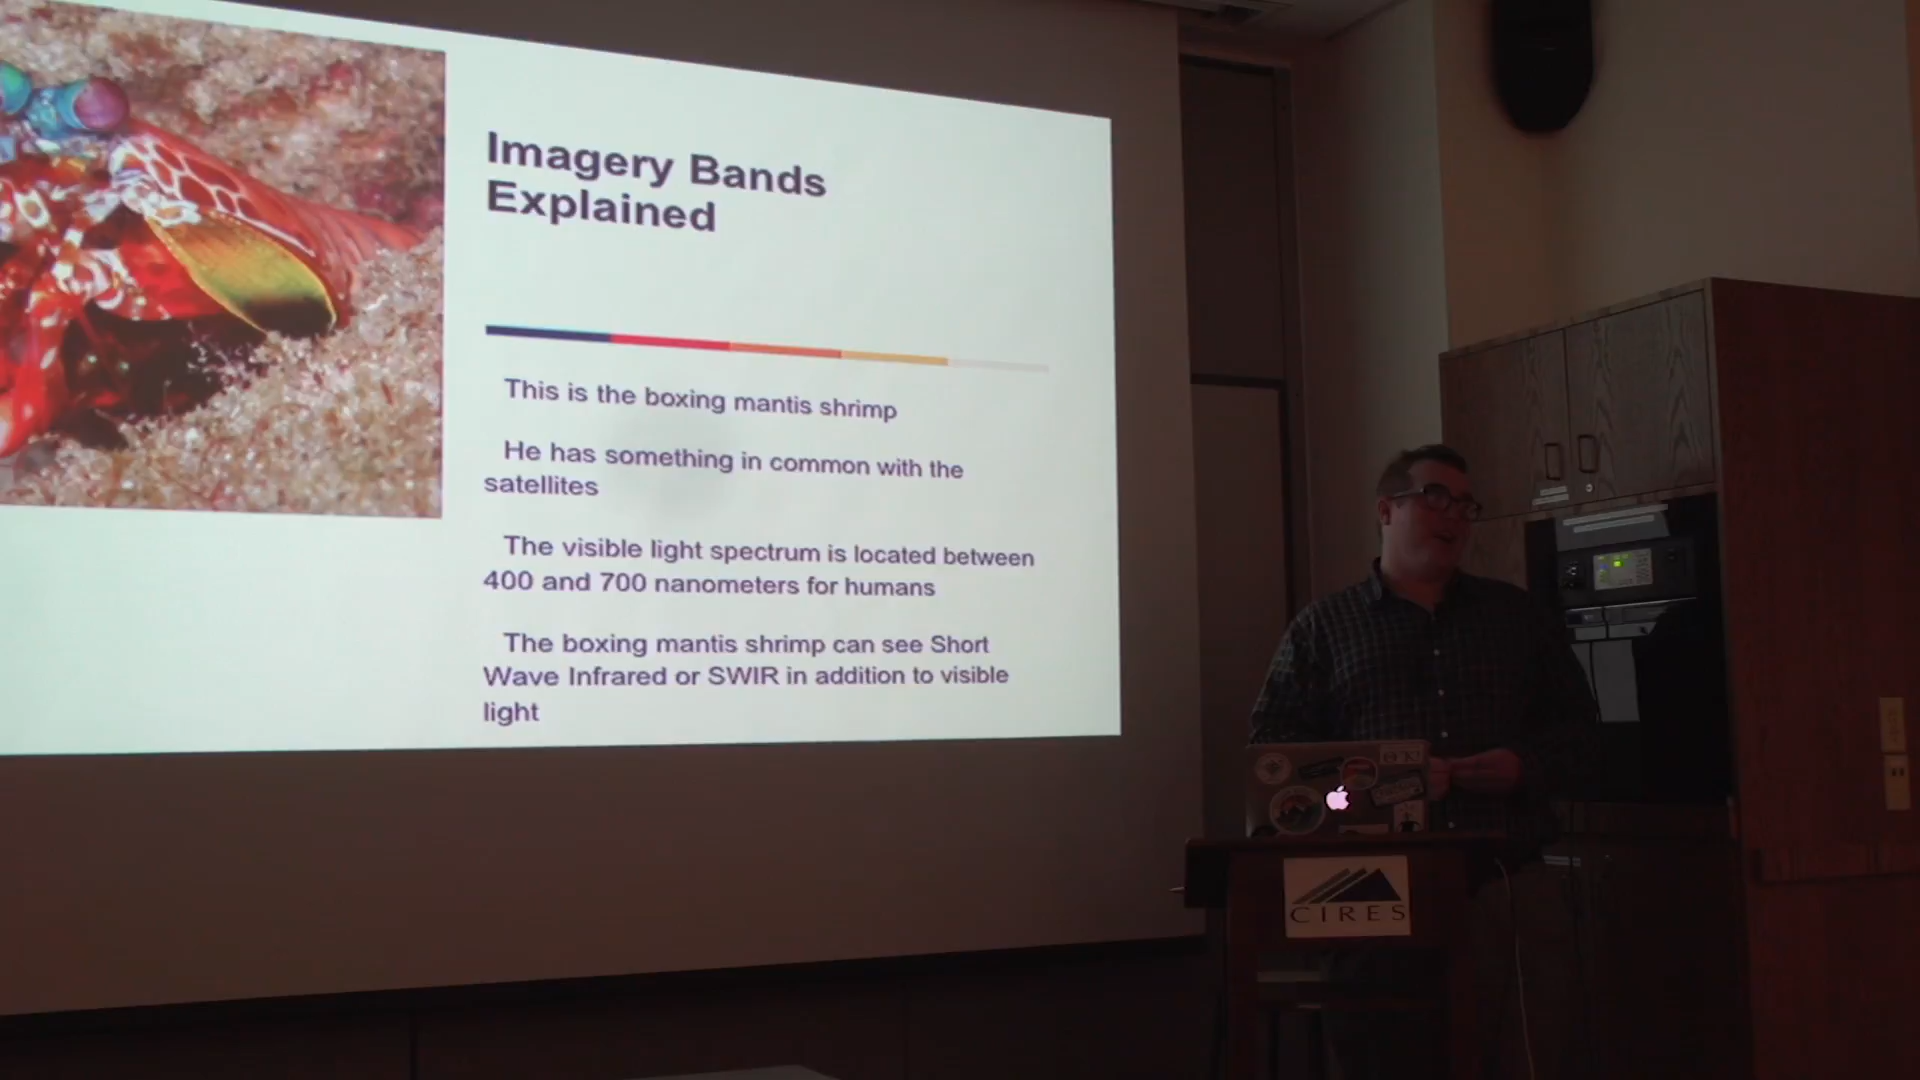 Imagery Bands
Explained
This is the boxing mantis shrimp
He has something in common with the
satellites
The visible light spectrum is located between
400 and 700 nanometers for humans
The boxing mantis shrimp can see Short
Wave Infrared or SWIR in addition to visible
light
CIRES